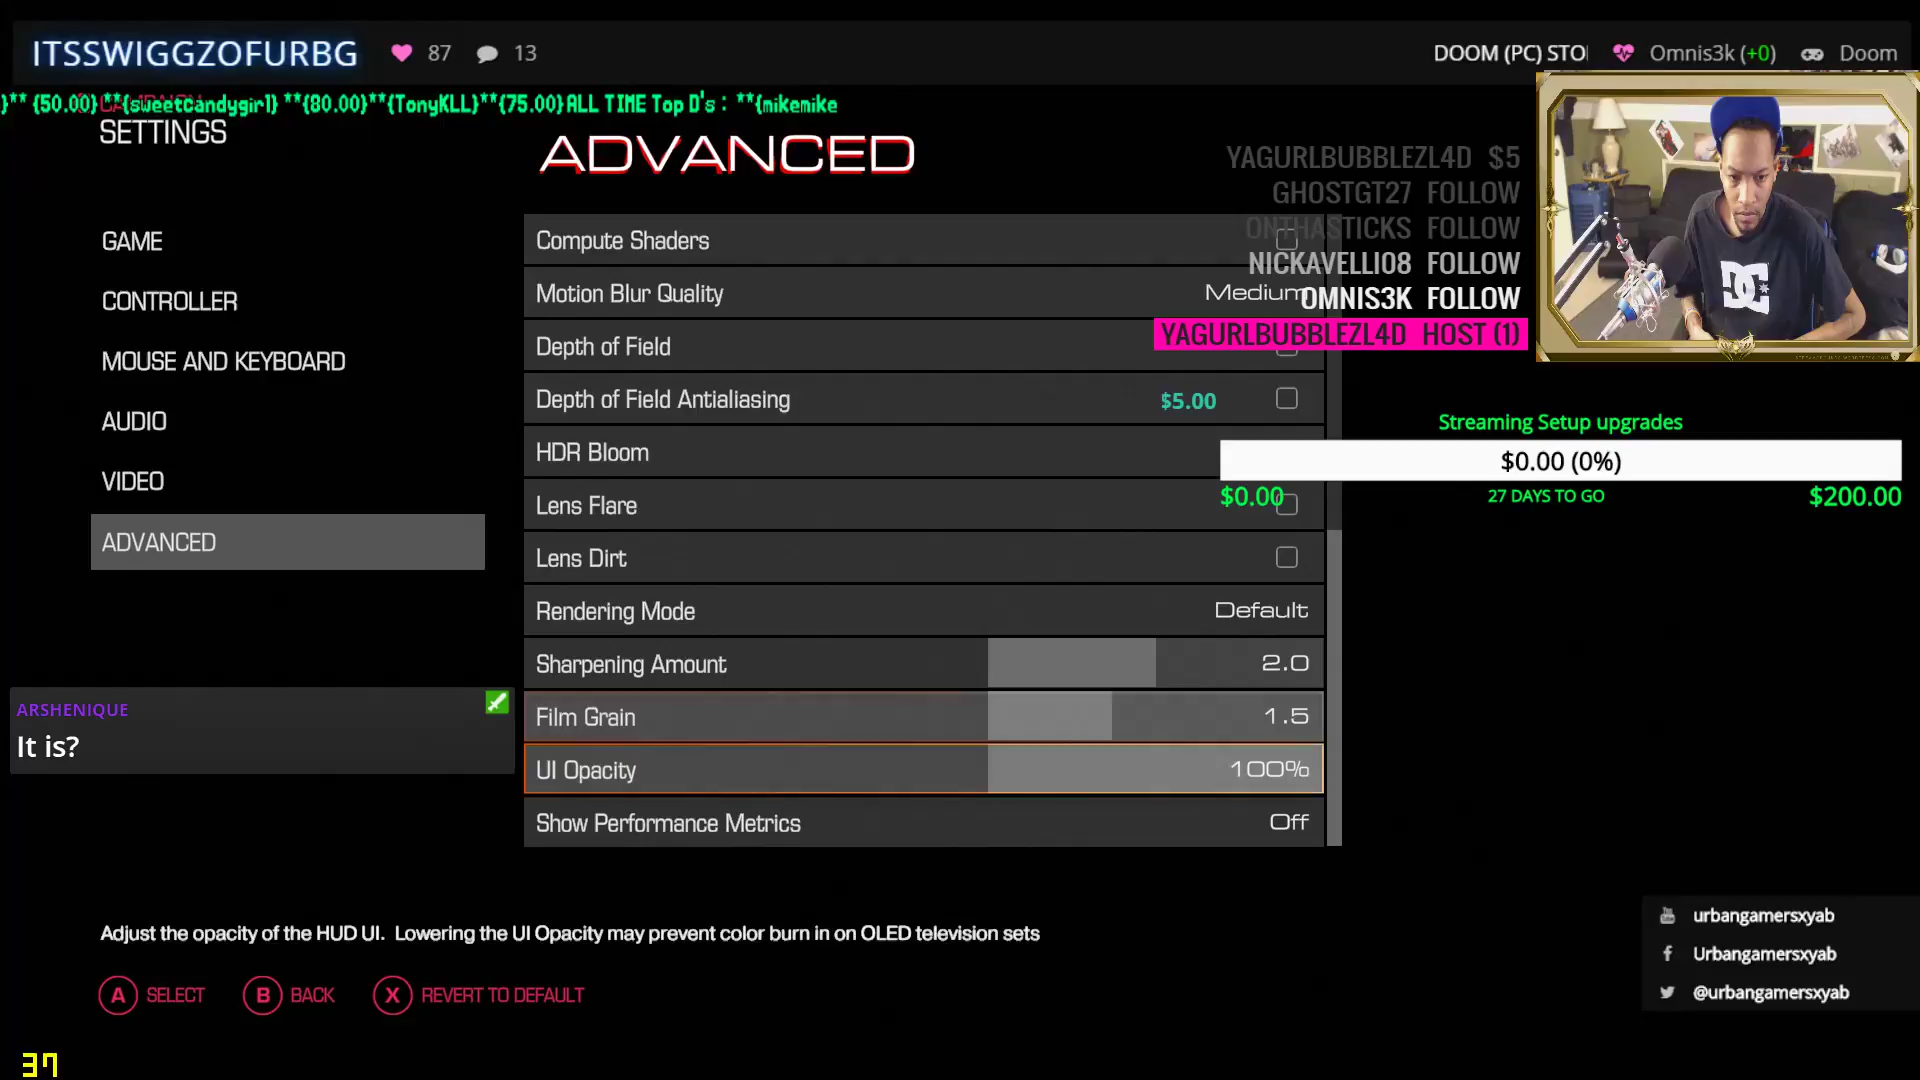 ITSSWIGGZOFURBG 87 13
DOOM (PC) STO Omnis3k (+0) Doom
}** {50.00} **{sweetcandygirl} **{80.00}**{TonyKLL}**{75.00} ALL TIME Top D's : **{mikemike
SETTINGS
ADVANCED
YAGURLBUBBLEZL4D $5
GHOSTGT27 FOLLOW
ONTHASTICKS FOLLOW
NICKAVELLI08 FOLLOW
OMNIS3K FOLLOW
YAGURLBUBBLEZL4D HOST (1)
GAME
CONTROLLER
MOUSE AND KEYBOARD
AUDIO
VIDEO
ADVANCED
Compute Shaders
Motion Blur Quality Medium
Depth of Field
Depth of Field Antialiasing $5.00
HDR Bloom
Lens Flare
Lens Dirt
Rendering Mode Default
Sharpening Amount 2.0
Film Grain 1.5
UI Opacity 100%
Show Performance Metrics Off
DC
Streaming Setup upgrades
$0.00 (0%)
$0.00 27 DAYS TO GO $200.00
ARSHENIQUE
It is?
Adjust the opacity of the HUD UI. Lowering the UI Opacity may prevent color burn in on OLED television sets
A SELECT B BACK X REVERT TO DEFAULT
urbangamersxyab
Urbangamersxyab
@urbangamersxyab
37